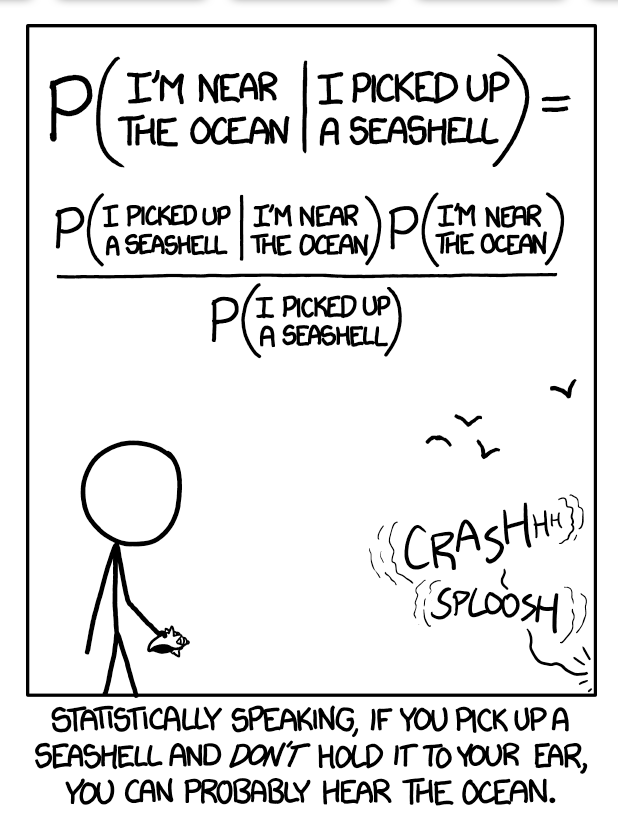 P(I'M NEAR THE OCEAN | I PICKED UP A SEASHELL) =
P(I PICKED UP A SEASHELL | I'M NEAR THE OCEAN) P(I'M NEAR THE OCEAN)
P(I PICKED UP A SEASHELL)
CRASHHHH
SPLOOSH
STATISTICALLY SPEAKING, IF YOU PICK UP A
SEASHELL AND DON'T HOLD IT TO YOUR EAR,
YOU CAN PROBABLY HEAR THE OCEAN.